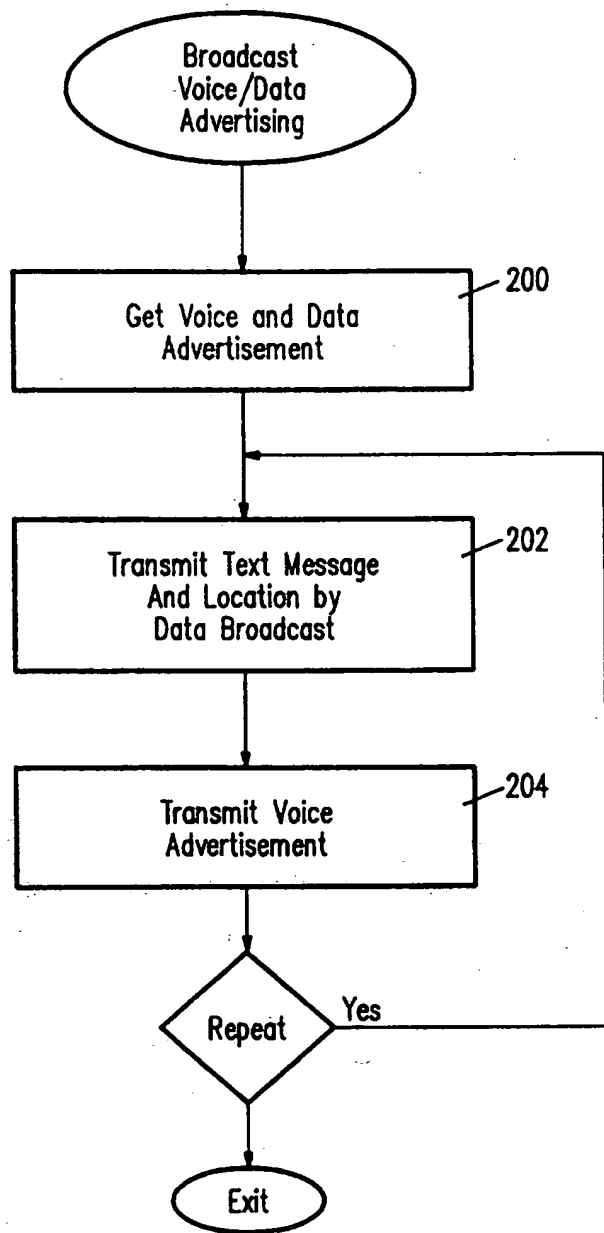 Broadcast
Voice/Data
Advertising
200
Get Voice and Data
Advertisement
202
Transmit Text Message
And Location by
Data Broadcast
204
Transmit Voice
Advertisement
Repeat
Yes
Exit